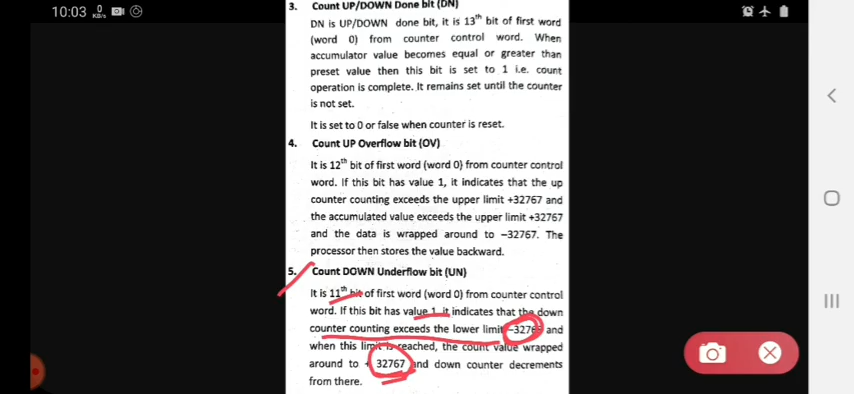 10:03 0 KB/s
3. Count UP/DOWN Done bit (DN)
DN is UP/DOWN done bit, it is 13th bit of first word
(word 0) from counter control word. When
accumulator value becomes equal or greater than
preset value then this bit is set to 1 i.e. count
operation is complete. It remains set until the counter
is not set.
It is set to 0 or false when counter is reset.
4. Count UP Overflow bit (OV)
It is 12th bit of first word (word 0) from counter control
word. If this bit has value 1, it indicates that the up
counter counting exceeds the upper limit +32767 and
the accumulated value exceeds the upper limit +32767
and the data is wrapped around to –32767. The
processor then stores the value backward.
5. Count DOWN Underflow bit (UN)
It is 11th bit of first word (word 0) from counter control
word. If this bit has value 1, it indicates that the down
counter counting exceeds the lower limit and
when this limit is reached, the count value wrapped
around to + 32767 and down counter decrements
from there.